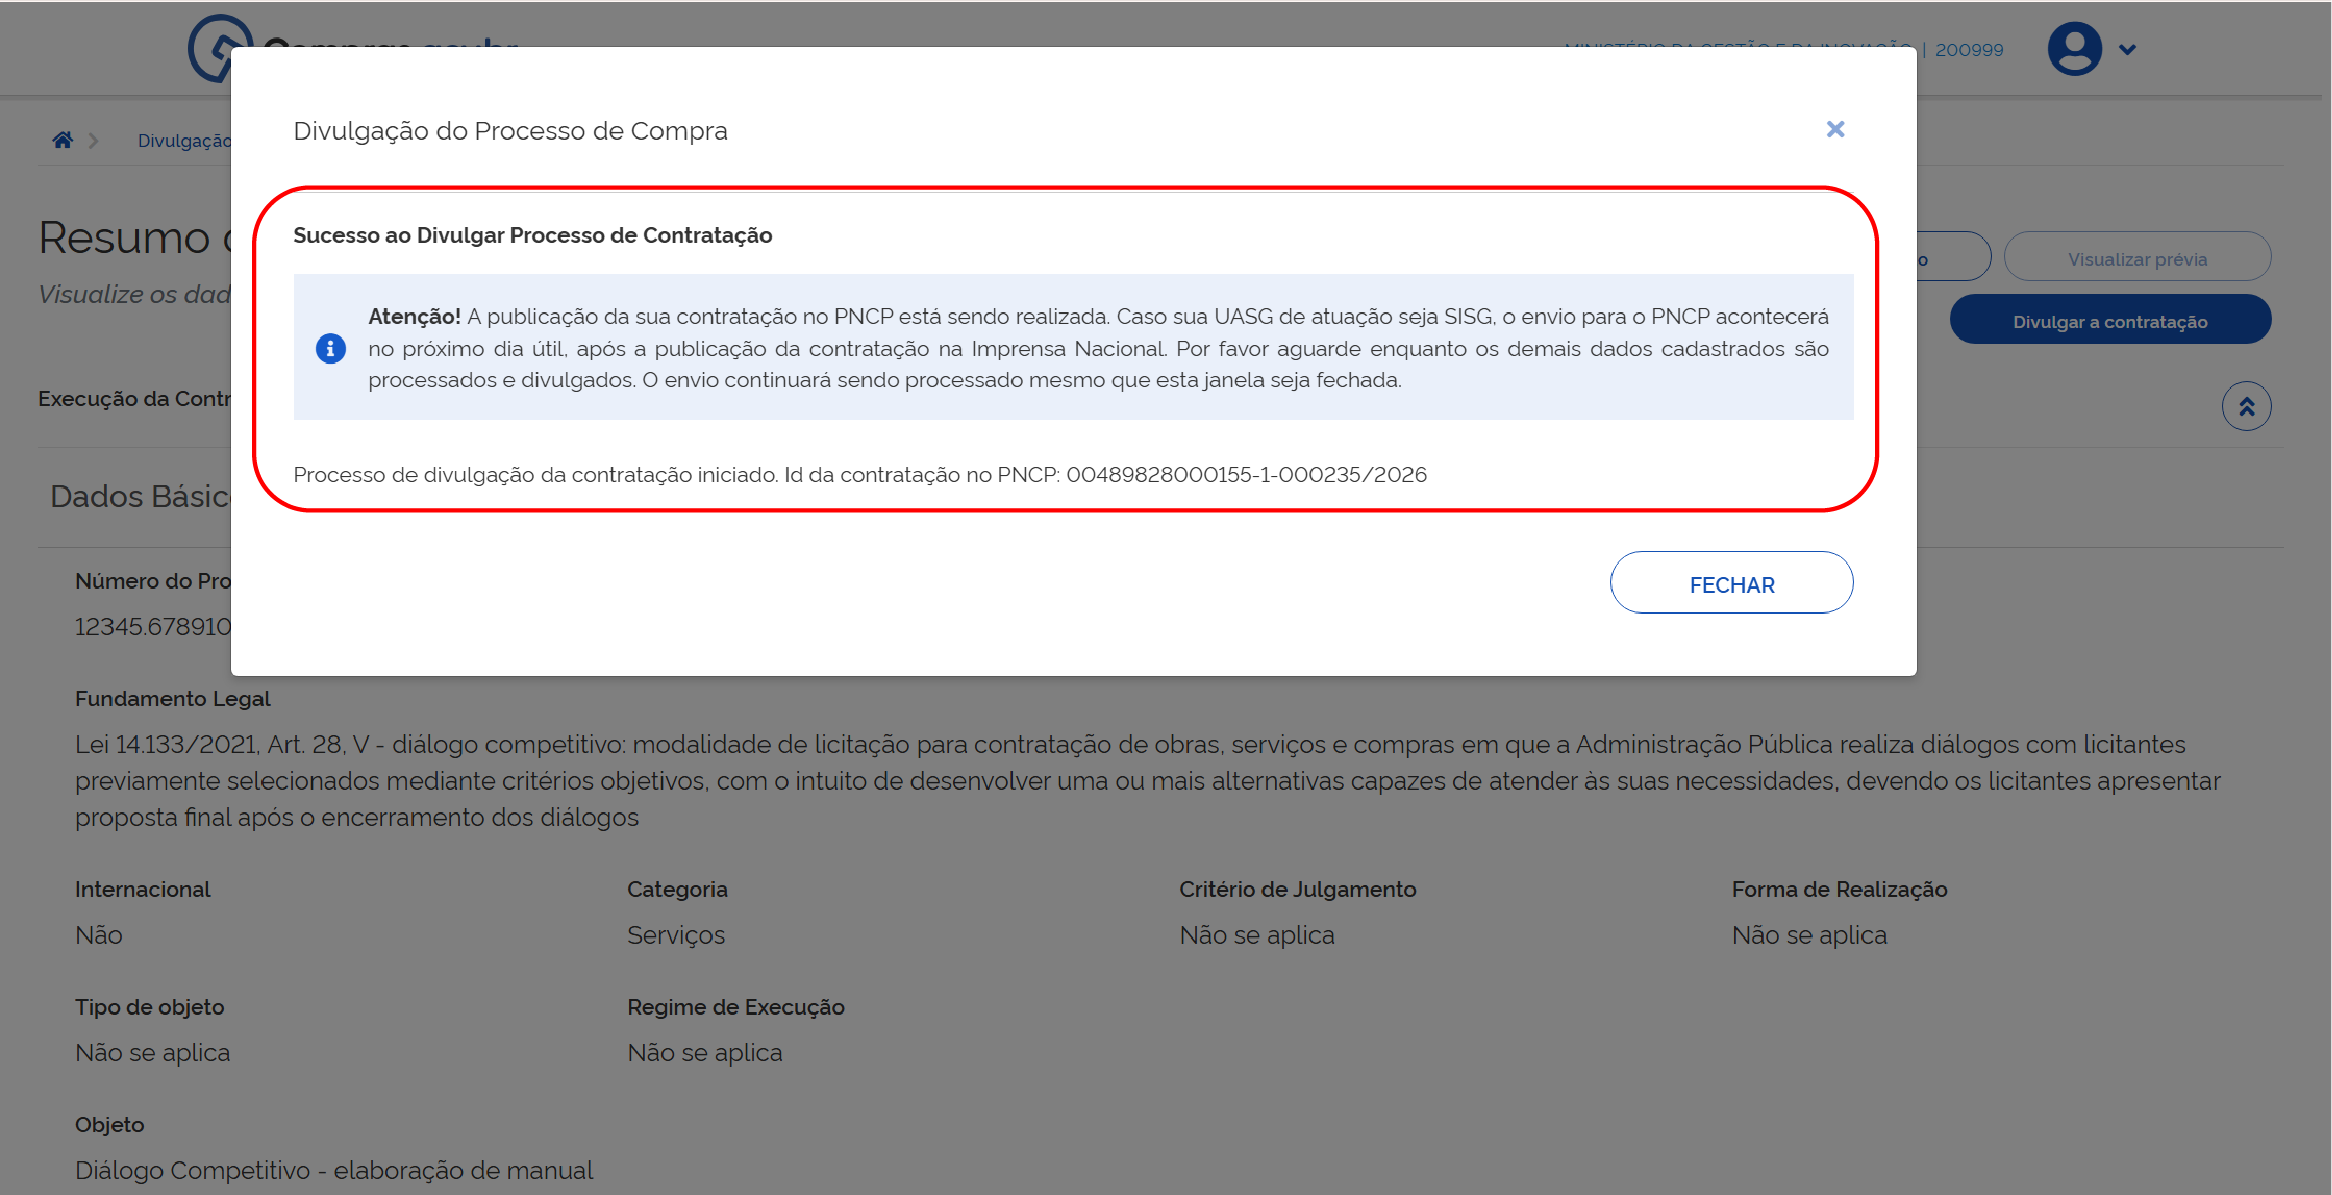 | 200999
Divulgação
Divulgação do Processo de Compra
Resumo
Visualize os dad
Sucesso ao Divulgar Processo de Contratação
Visualizar prévia
Divulgar a contratação
Atenção! A publicação da sua contratação no PNCP está sendo realizada. Caso sua UASG de atuação seja SISG, o envio para o PNCP acontecerá
no próximo dia útil, após a publicação da contratação na Imprensa Nacional. Por favor aguarde enquanto os demais dados cadastrados são
processados e divulgados. O envio continuará sendo processado mesmo que esta janela seja fechada.
Execução da Contr
Processo de divulgação da contratação iniciado. Id da contratação no PNCP: 00489828000155-1-000235/2026
Dados Básic
FECHAR
Número do Pro
12345.678910
Fundamento Legal
Lei 14.133/2021, Art. 28, V - diálogo competitivo: modalidade de licitação para contratação de obras, serviços e compras em que a Administração Pública realiza diálogos com licitantes
previamente selecionados mediante critérios objetivos, com o intuito de desenvolver uma ou mais alternativas capazes de atender às suas necessidades, devendo os licitantes apresentar
proposta final após o encerramento dos diálogos
Internacional Categoria Critério de Julgamento Forma de Realização
Não Serviços Não se aplica Não se aplica
Tipo de objeto Regime de Execução
Não se aplica Não se aplica
Objeto
Diálogo Competitivo - elaboração de manual